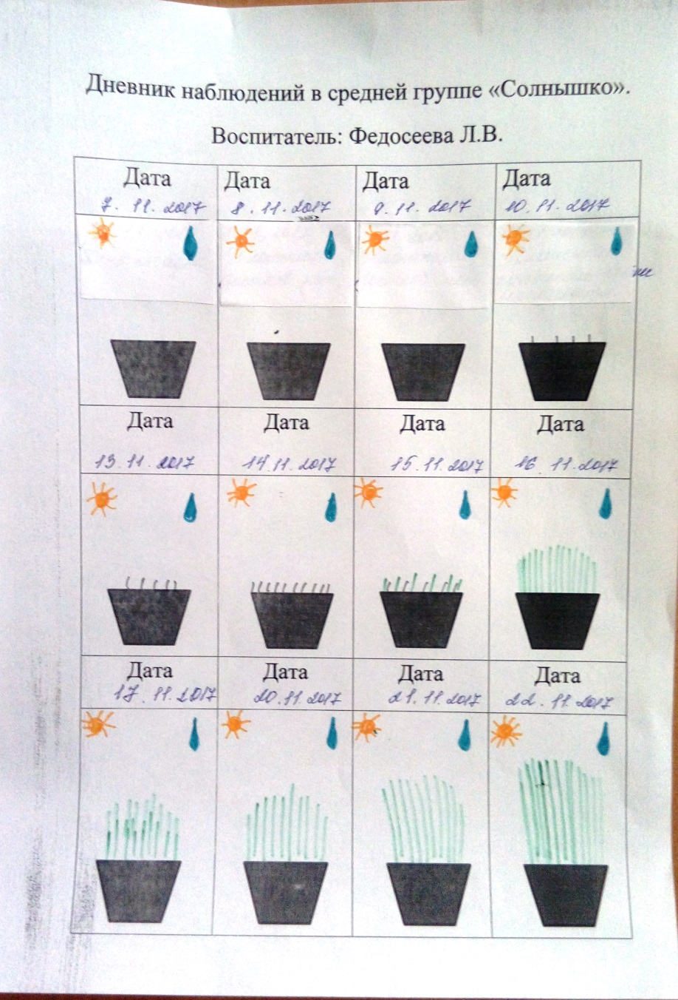 Дневник наблюдений в средней группе «Солнышко».
Воспитатель: Федосеева Л.В.
Дата Дата Дата Дата
7. 11. 2017 8. 11. 2017 9. 11. 2017 10. 11. 2017
Дата Дата Дата Дата
13. 11. 2017 14. 11. 2017 15. 11. 2017 16. 11. 2017
Дата Дата Дата Дата
17. 11. 2017 20. 11. 2017 21. 11. 2017 22. 11. 2017